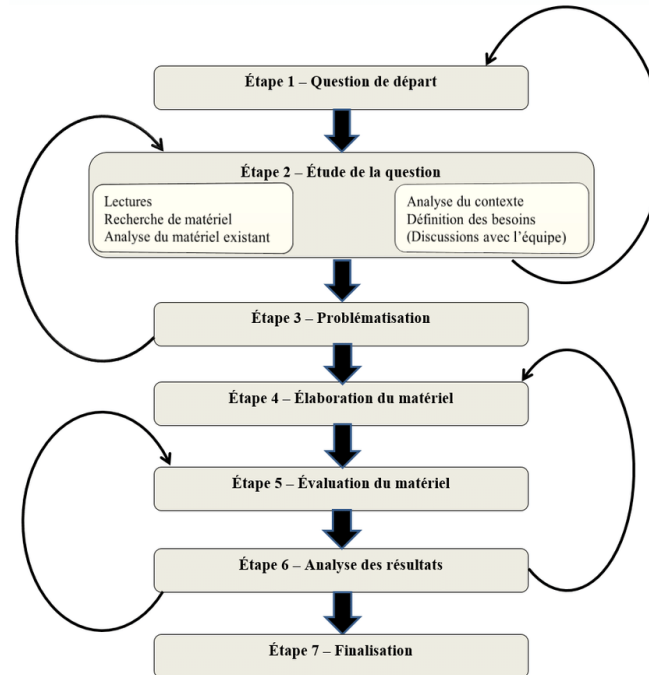 Étape 1 – Question de départ
Étape 2 – Étude de la question
Lectures
Recherche de matériel
Analyse du matériel existant
Analyse du contexte
Définition des besoins
(Discussions avec l’équipe)
Étape 3 – Problématisation
Étape 4 – Élaboration du matériel
Étape 5 – Évaluation du matériel
Étape 6 – Analyse des résultats
Étape 7 – Finalisation